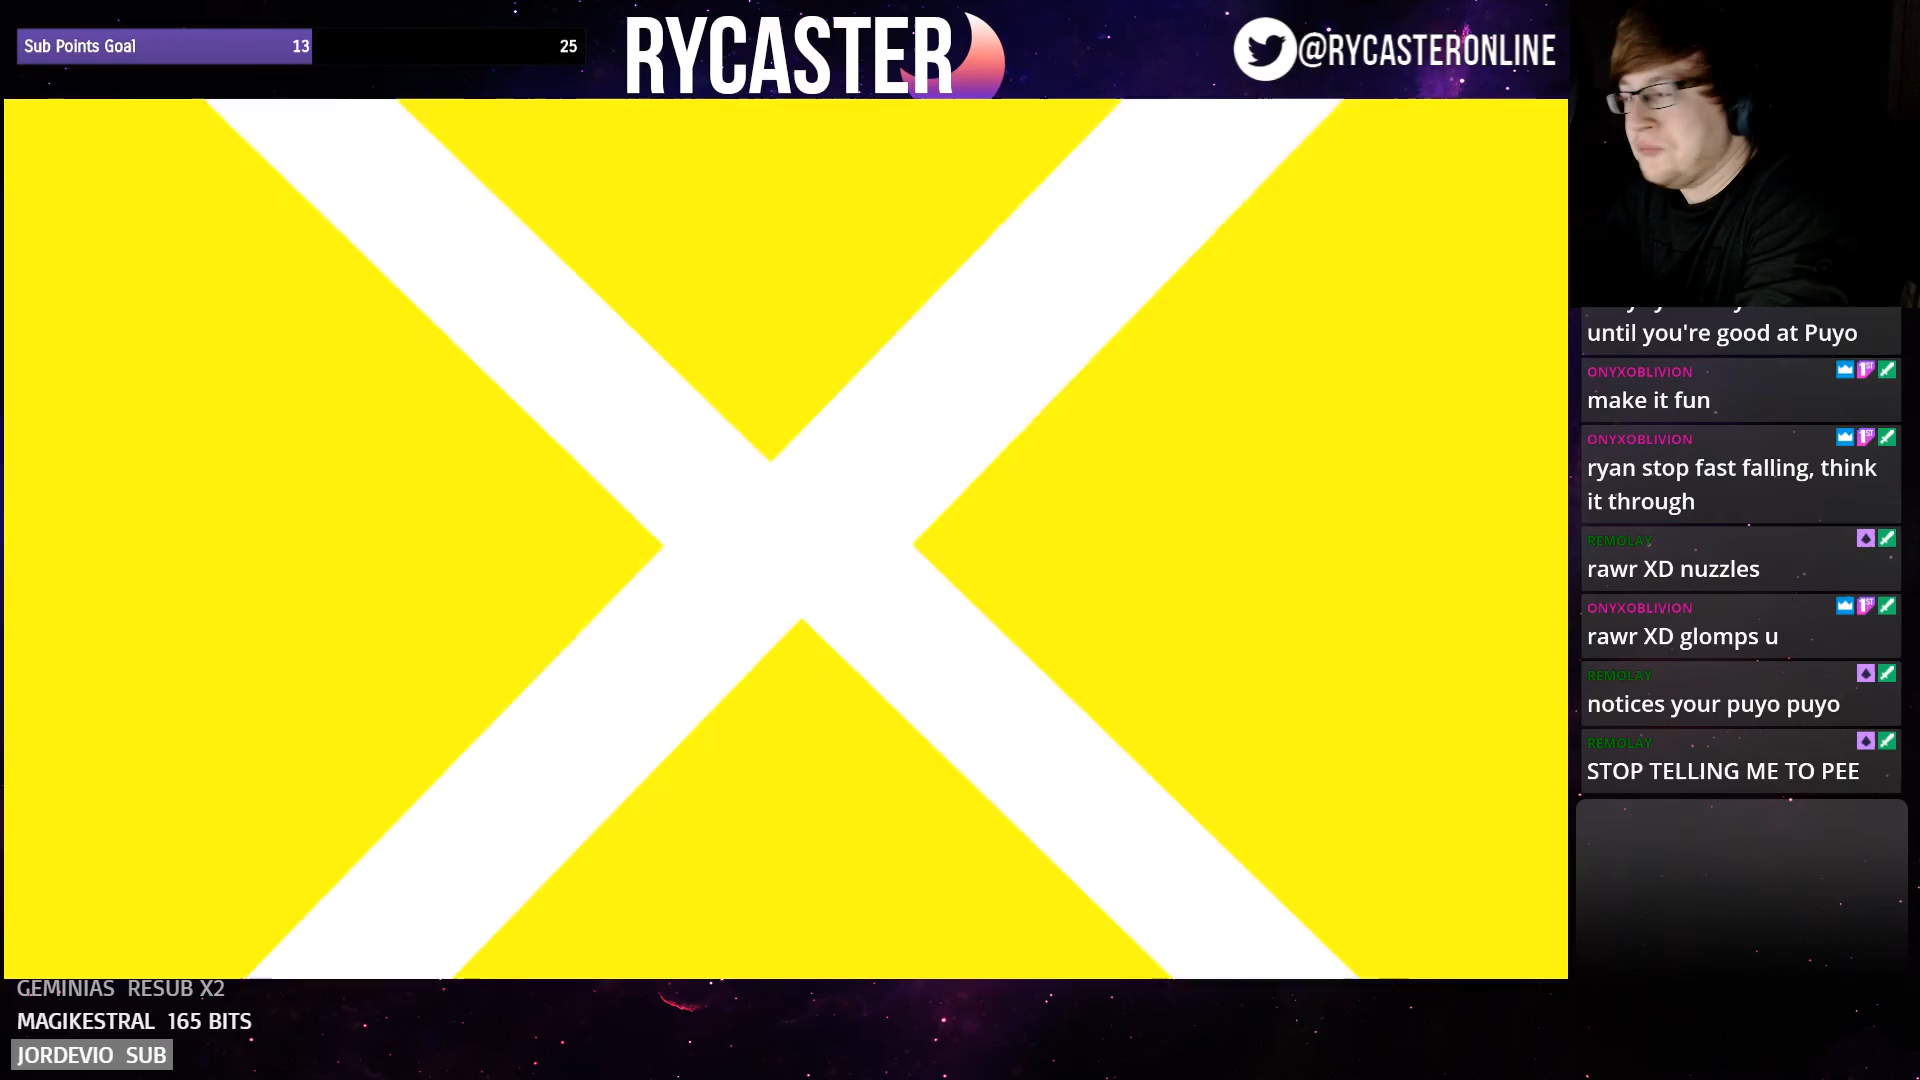 Sub Points Goal 13 25
RYCASTER
@RYCASTERONLINE
until you're good at Puyo
ONYXOBLIVION
make it fun
ONYXOBLIVION
ryan stop fast falling, think
it through
REMOLAY
rawr XD nuzzles
ONYXOBLIVION
rawr XD glomps u
REMOLAY
notices your puyo puyo
REMOLAY
STOP TELLING ME TO PEE
GEMINIAS RESUB X2
MAGIKESTRAL 165 BITS
JORDEVIO SUB